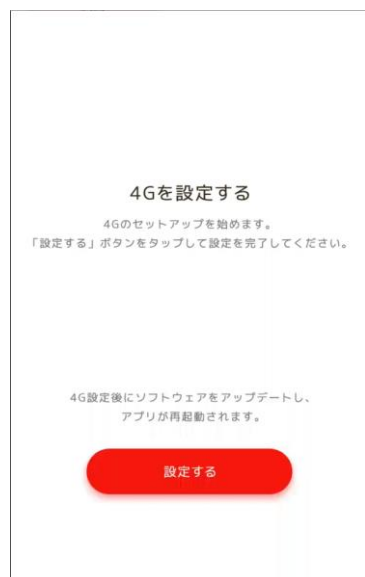 4Gを設定する
4Gのセットアップを始めます。
「設定する」ボタンをタップして設定を完了してください。
4G設定後にソフトウェアをアップデートし、
アプリが再起動されます。
設定する